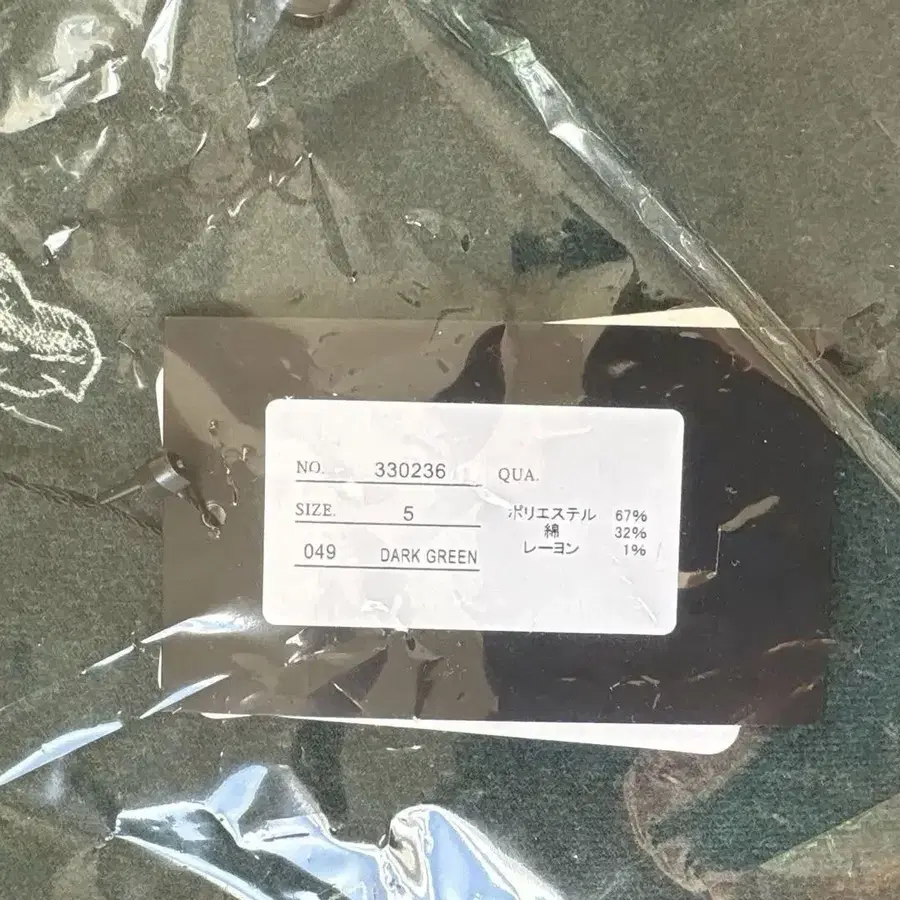 NO. 330236
SIZE. 5
049 DARK GREEN
QUA.
ポリエステル 67%
綿 32%
レーヨン 1%